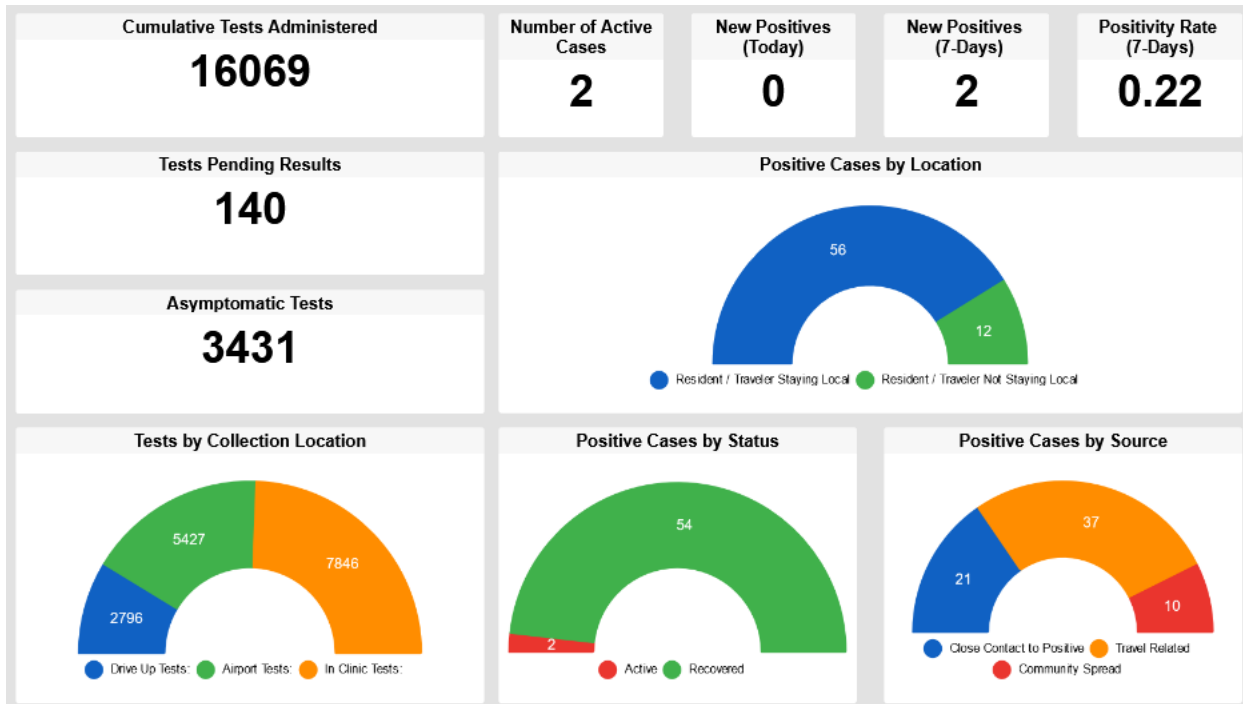 Cumulative Tests Administered
16069
Number of Active
Cases
2
New Positives
(Today)
0
New Positives
(7-Days)
2
Positivity Rate
(7-Days)
0.22
Tests Pending Results
140
Asymptomatic Tests
3431
Positive Cases by Location
56
12
Resident / Traveler Staying Local
Resident / Traveler Not Staying Local
Tests by Collection Location
2796
5427
7846
Drive Up Tests:
Airport Tests:
In Clinic Tests:
Positive Cases by Status
54
2
Active
Recovered
Positive Cases by Source
21
37
10
Close Contact to Positive
Travel Related
Community Spread